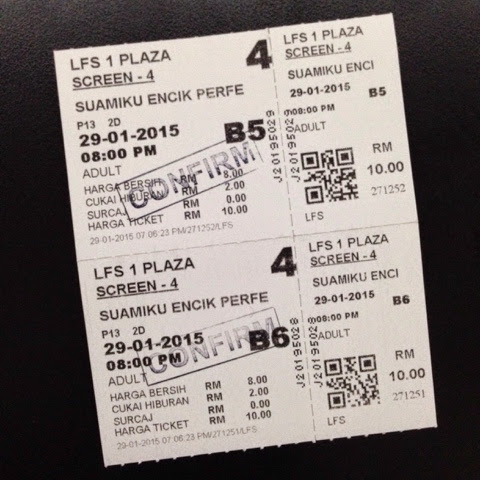 LFS 1 PLAZA
SCREEN - 4
4
SUAMIKU ENCIK PERFE
P13 2D
29-01-2015 B5
08:00 PM
ADULT
CONFIRM
HARGA BERSIH RM 8.00
CUKAI HIBURAN RM 2.00
SURCAJ RM 0.00
HARGA TICKET RM 10.00
29-01-2015 07:06:23 PM/271252/LFS
J20195029
LFS 1 PLAZA
SCREEN - 4
SUAMIKU ENCI
29-01-2015
08:00 PM B5
ADULT
RM
10.00
271252
LFS
LFS 1 PLAZA
SCREEN - 4
4
SUAMIKU ENCIK PERFE
P13 2D
29-01-2015 B6
08:00 PM
ADULT
CONFIRM
HARGA BERSIH RM 8.00
CUKAI HIBURAN RM 2.00
SURCAJ RM 0.00
HARGA TICKET RM 10.00
29-01-2015 07:06:23 PM/271251/LFS
J20195028
LFS 1 PLAZA
SCREEN - 4
SUAMIKU ENCI
29-01-2015 B6
08:00 PM
ADULT
RM
10.00
271251
LFS